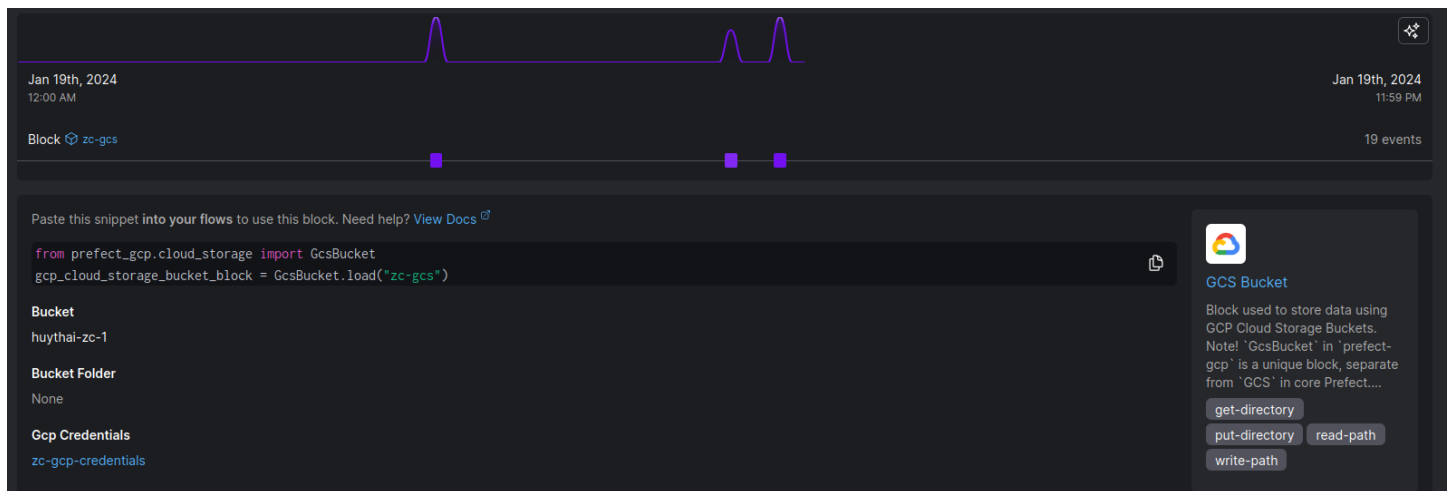 Jan 19th, 2024
12:00 AM
Jan 19th, 2024
11:59 PM
Block zc-gcs
19 events
Paste this snippet into your flows to use this block. Need help? View Docs
from prefect_gcp.cloud_storage import GcsBucket
gcp_cloud_storage_bucket_block = GcsBucket.load("zc-gcs")
Bucket
huythai-zc-1
Bucket Folder
None
Gcp Credentials
zc-gcp-credentials
GCS Bucket
Block used to store data using
GCP Cloud Storage Buckets.
Note! `GcsBucket` in `prefect-
gcp` is a unique block, separate
from `GCS` in core Prefect....
get-directory
put-directory read-path
write-path